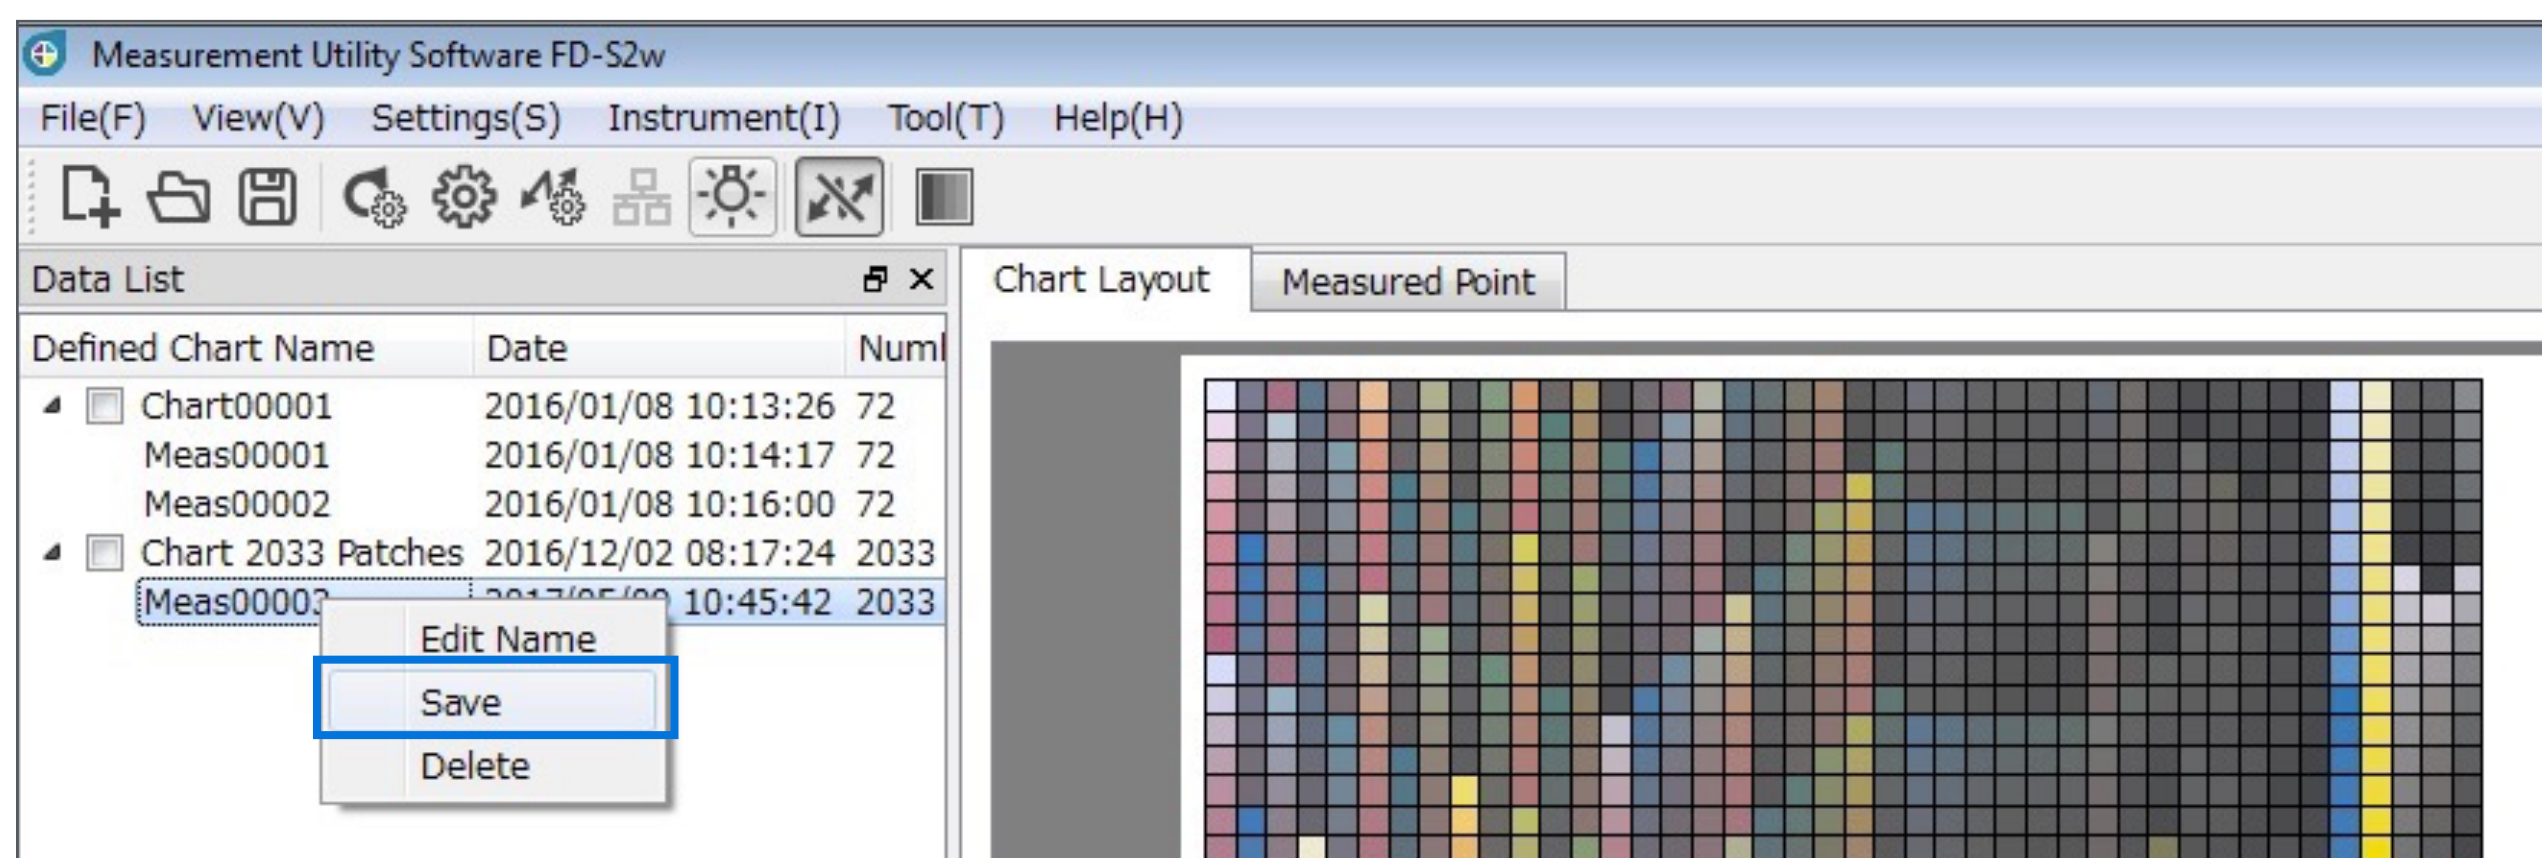 Measurement Utility Software FD-S2w
File(F) View(V) Settings(S) Instrument(I) Tool(T) Help(H)
Data List
Chart Layout Measured Point
Defined Chart Name Date
Chart00001 2016/01/08 10:13:26 72
Meas00001 2016/01/08 10:14:17 72
Meas00002 2016/01/08 10:16:00 72
Chart 2033 Patches 2016/12/02 08:17:24 2033
Meas00003 10:45:42 2033
Edit Name
Save
Delete